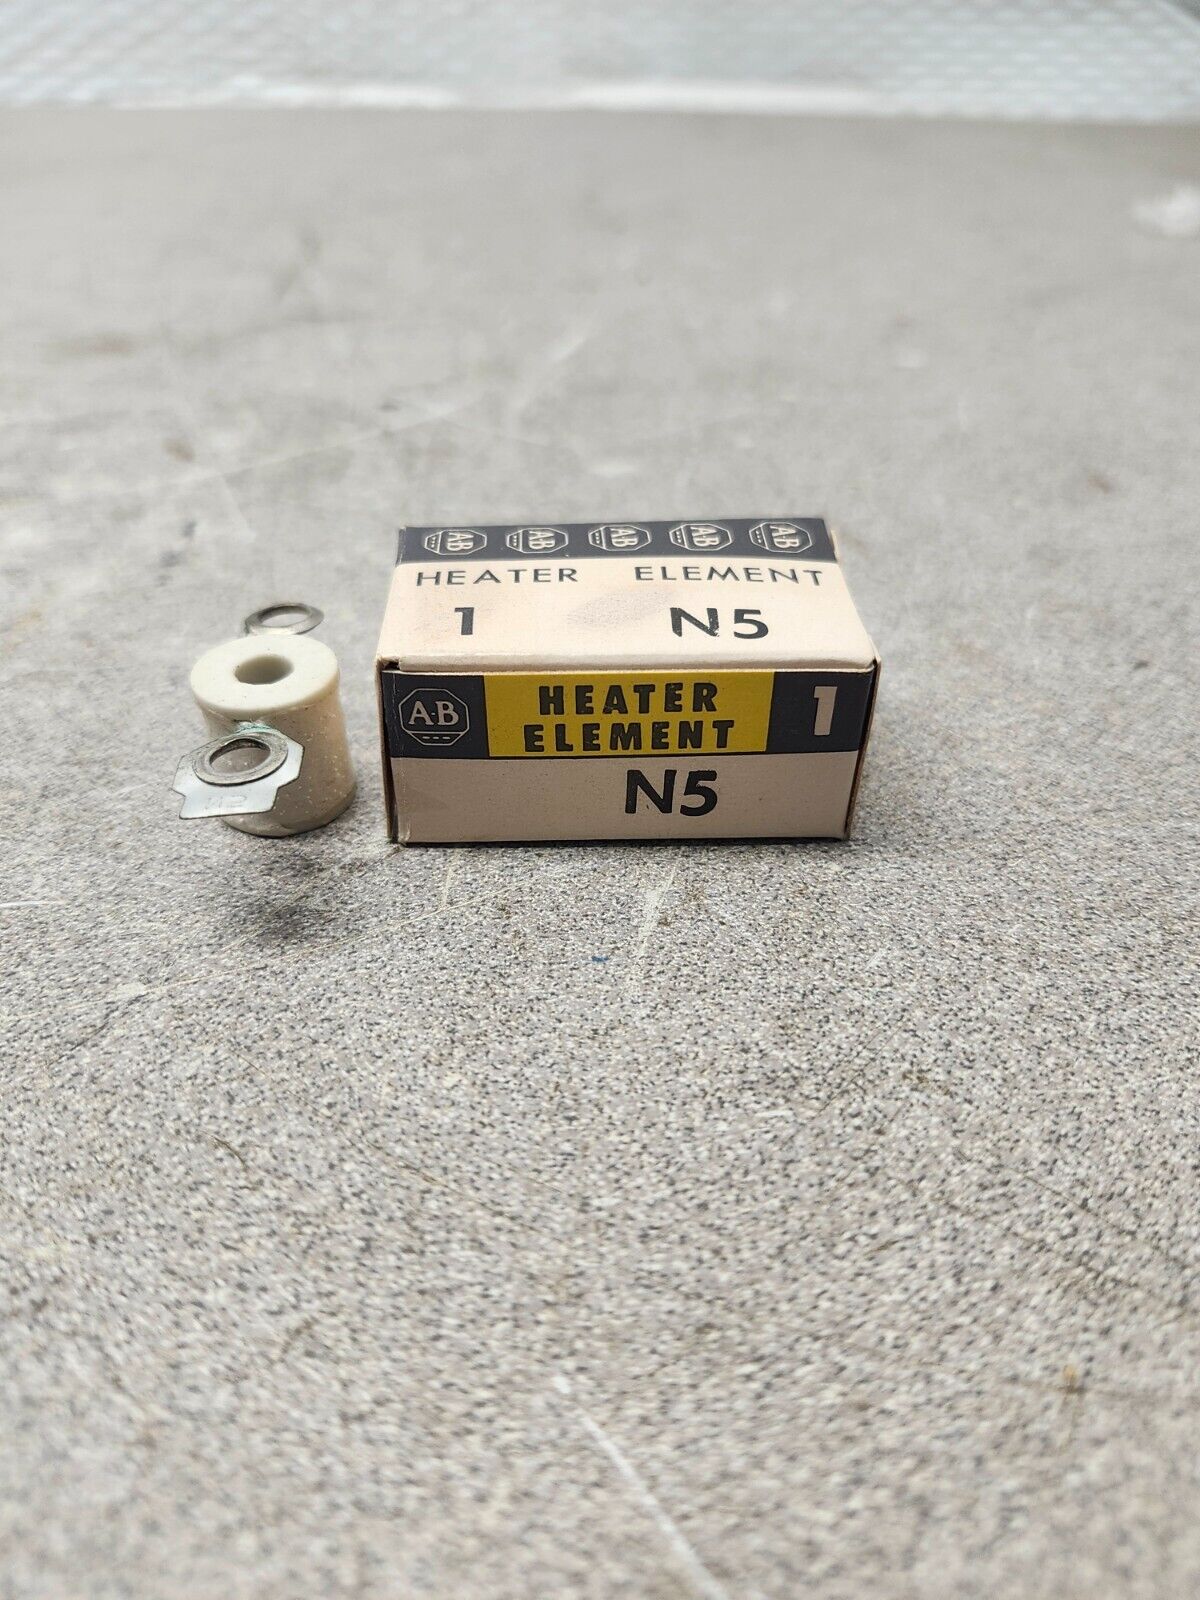 A·B A·B A·B A·B A·B
HEATER ELEMENT
1 N5
A·B HEATER 1
ELEMENT
N5